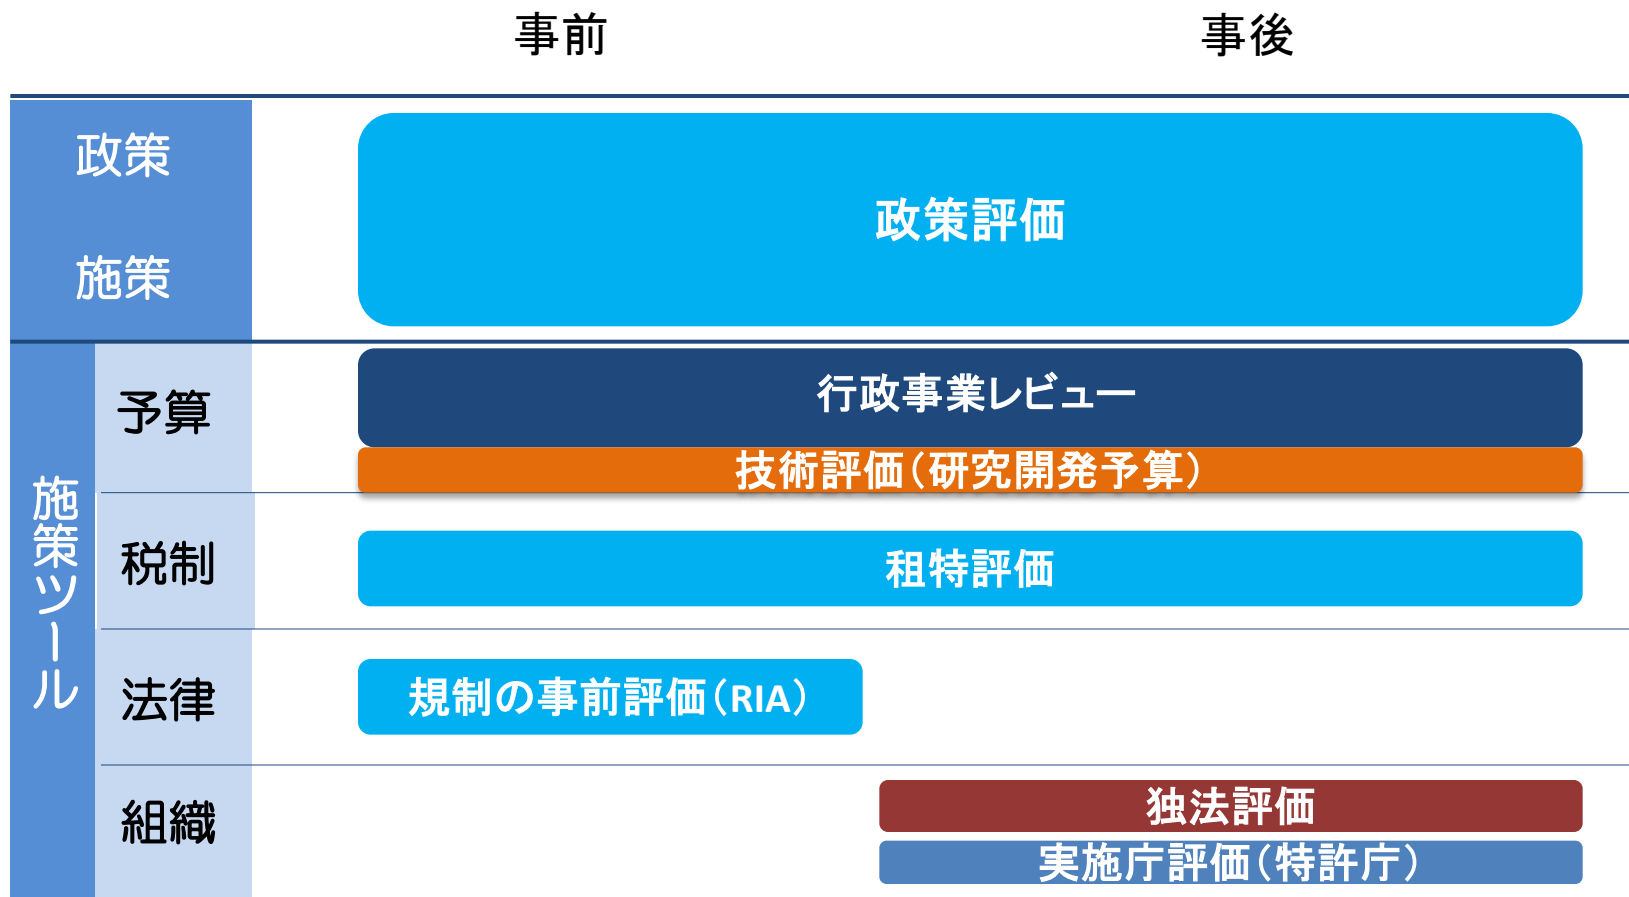 事前
事後
政策
施策
政策評価
施策ツール
予算
行政事業レビュー
技術評価（研究開発予算）
税制
租特評価
法律
規制の事前評価（RIA）
組織
独法評価
実施庁評価（特許庁）